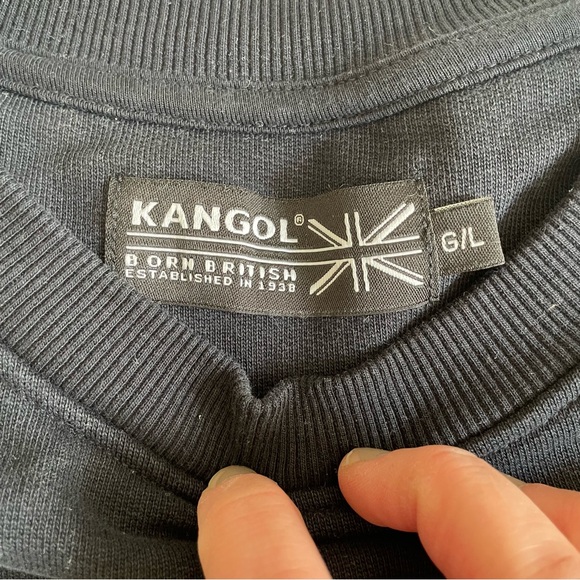 KANGOL®
BORN BRITISH
ESTABLISHED IN 1938
G/L